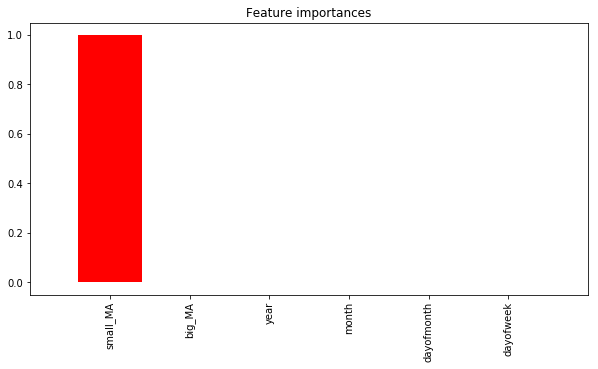 Feature importances
1.0
0.8
0.6
0.4
0.2
0.0
small_MA
big_MA
year
month
dayofmonth
dayofweek